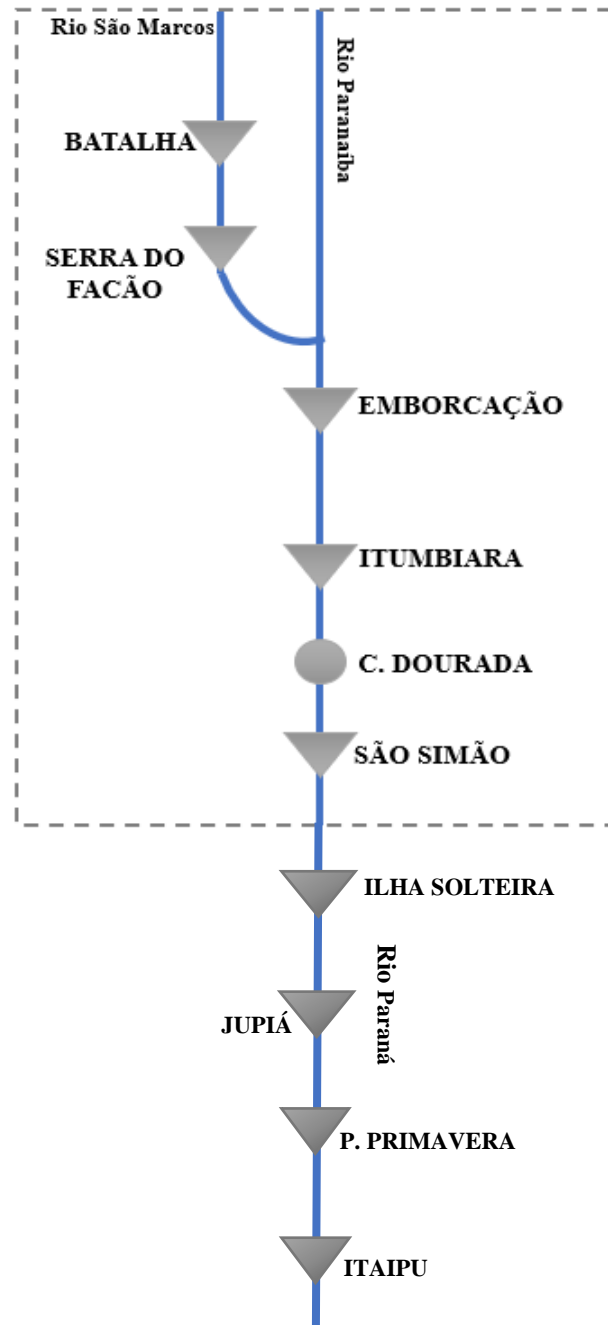 Rio São Marcos
Rio Paranaíba
BATALHA
SERRA DO
FACÃO
EMBORCAÇÃO
ITUMBIARA
C. DOURADA
SÃO SIMÃO
ILHA SOLTEIRA
Rio Paraná
JUPIÁ
P. PRIMAVERA
ITAIPU